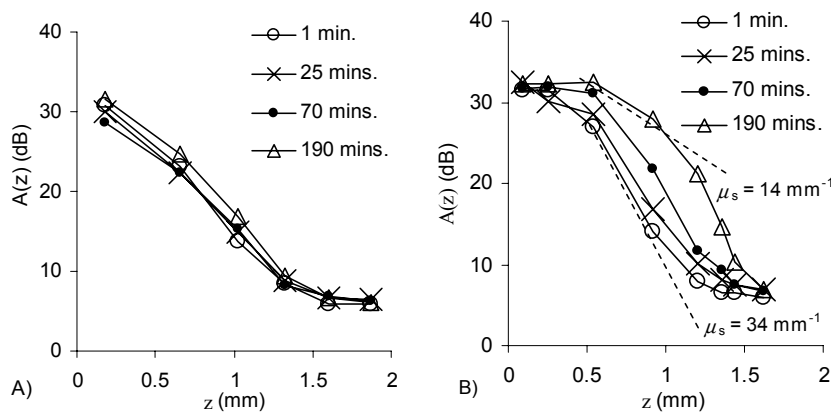 40
30
20
10
0
A(z) (dB)
1 min.
25 mins.
70 mins.
190 mins.
0
0.5
1
1.5
2
z (mm)
A)
40
30
20
10
0
A(z) (dB)
1 min.
25 mins.
70 mins.
190 mins.
μs = 14 mm-1
μs = 34 mm-1
0
0.5
1
1.5
2
z (mm)
B)